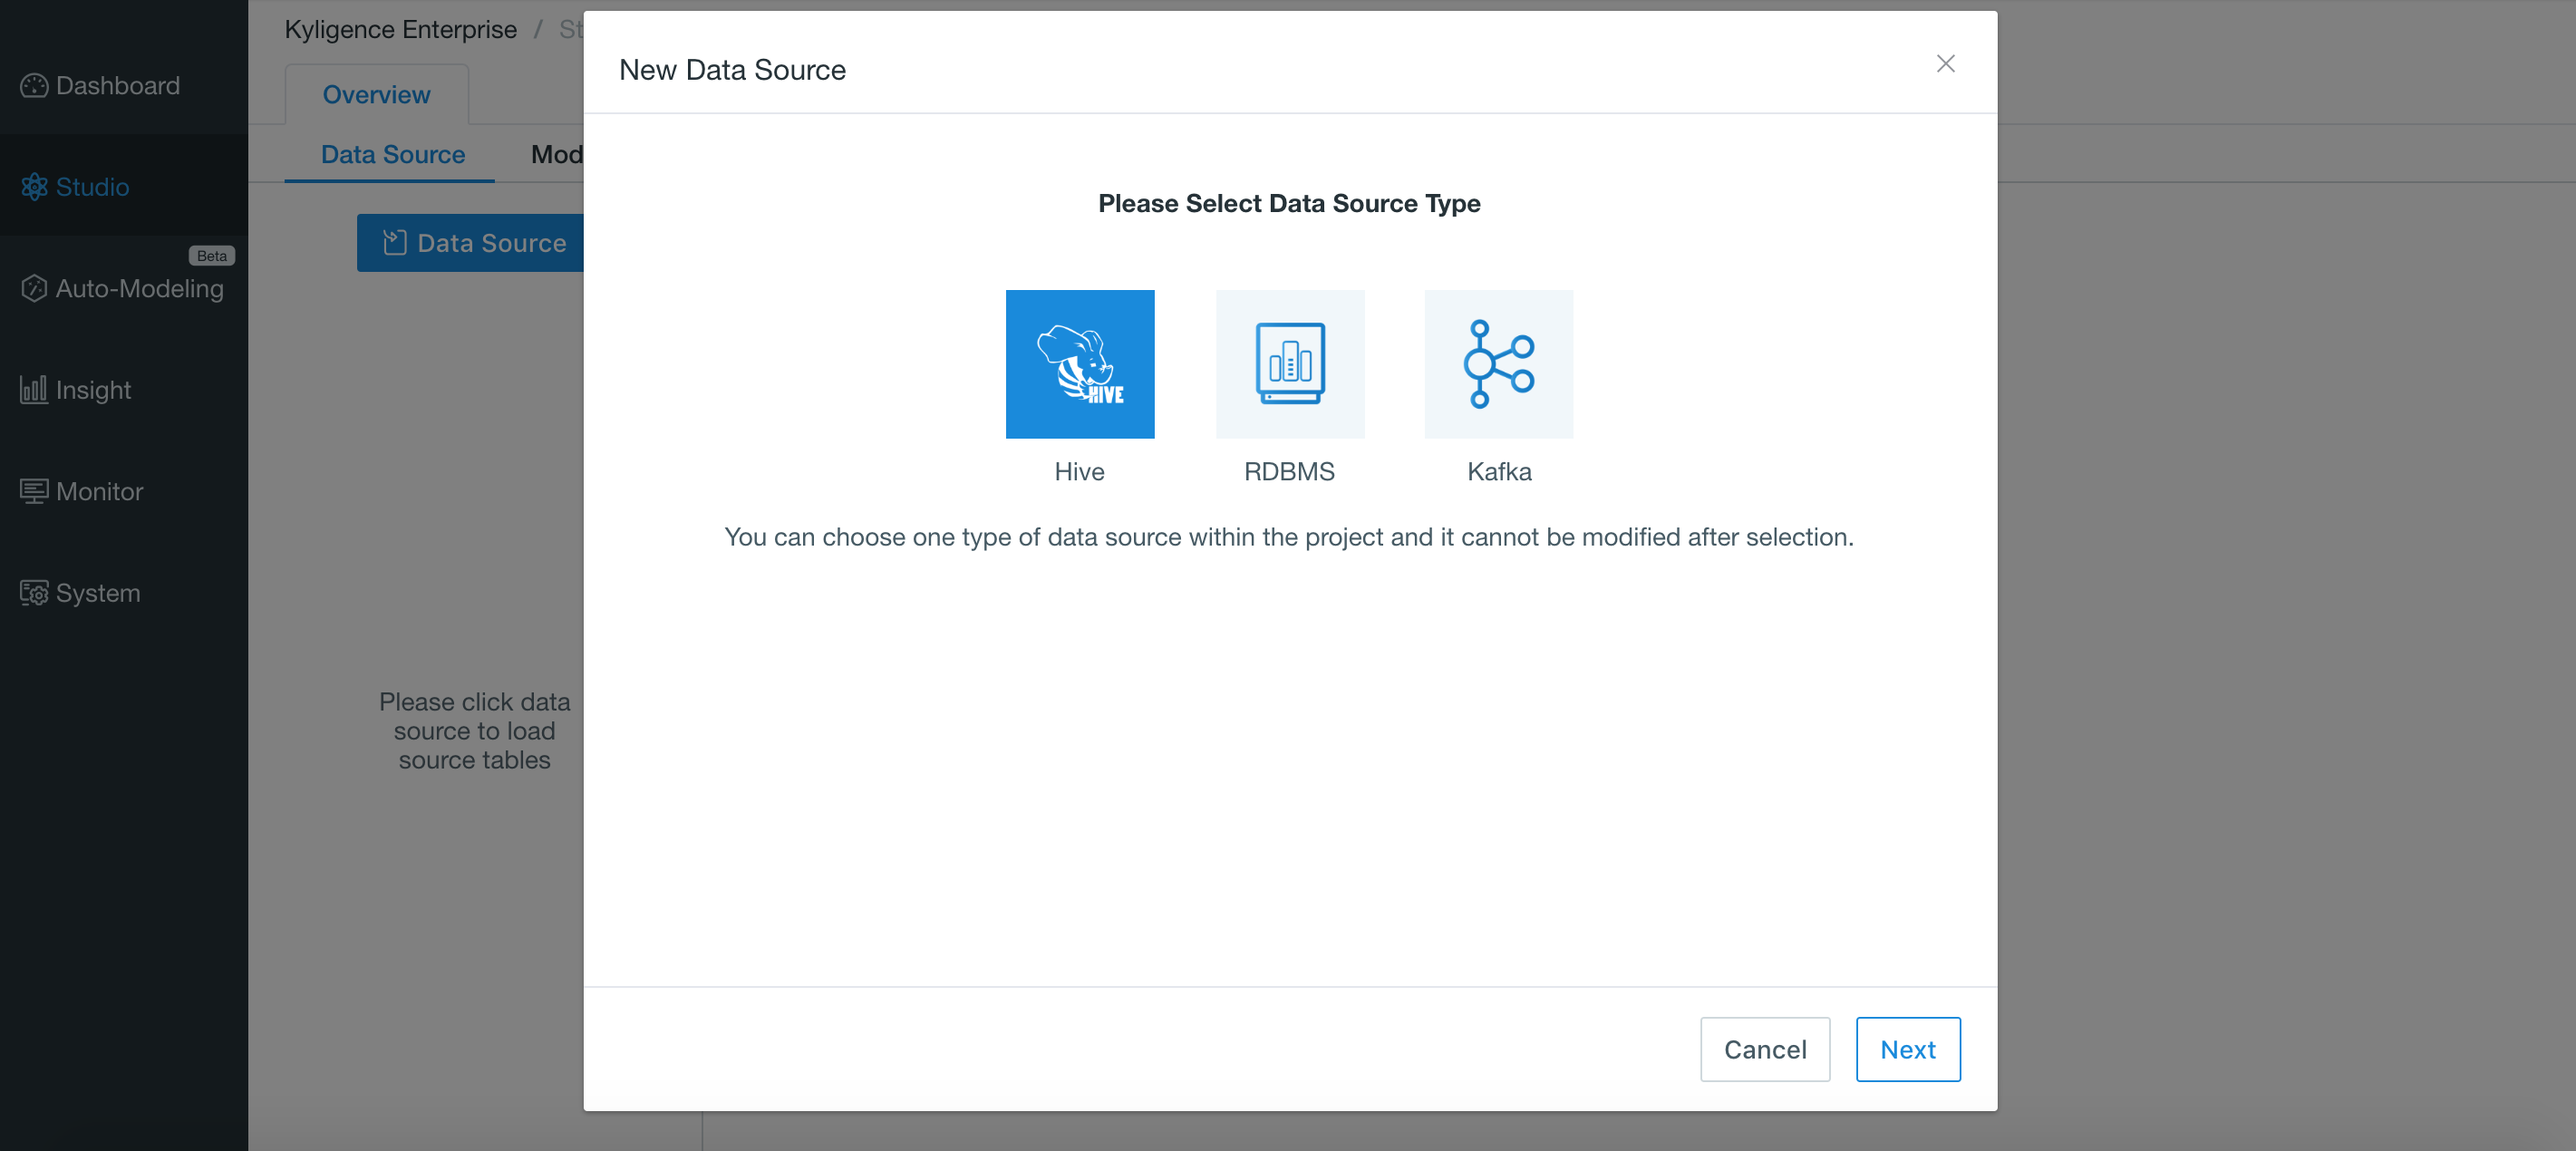 Kyligence Enterprise / St
Dashboard
Studio
Beta
Auto-Modeling
Insight
Monitor
System
Overview
Data Source Mod
Data Source
Please click data
source to load
source tables
New Data Source
Please Select Data Source Type
HIVE
Hive RDBMS Kafka
You can choose one type of data source within the project and it cannot be modified after selection.
Cancel Next